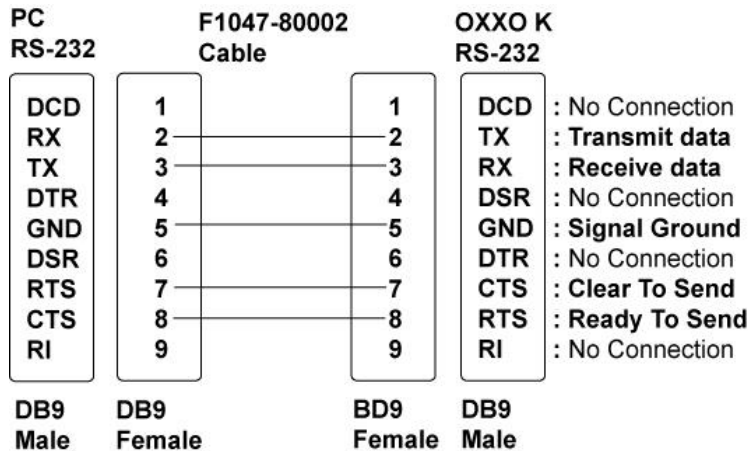 PC F1047-80002 OXXO K
RS-232 Cable RS-232
DCD 1 1 DCD : No Connection
RX 2 2 TX : Transmit data
TX 3 3 RX : Receive data
DTR 4 4 DSR : No Connection
GND 5 5 GND : Signal Ground
DSR 6 6 DTR : No Connection
RTS 7 7 CTS : Clear To Send
CTS 8 8 RTS : Ready To Send
RI 9 9 RI : No Connection
DB9 DB9 BD9 DB9
Male Female Female Male